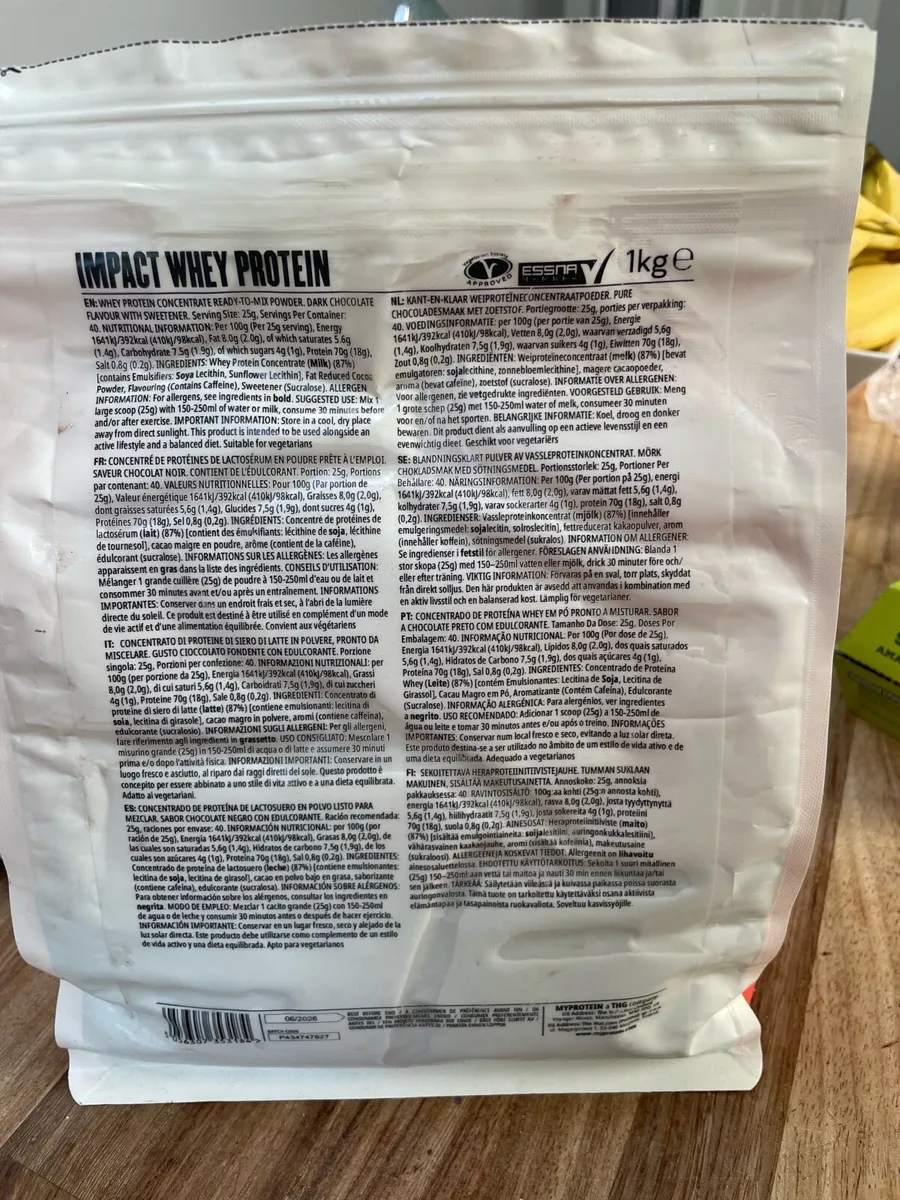 IMPACT WHEY PROTEIN
Vegetarian Society
APPROVED
ESSNA
1kg e
EN: WHEY PROTEIN CONCENTRATE READY-TO-MIX POWDER. DARK CHOCOLATE
FLAVOUR WITH SWEETENER. Serving Size: 25g, Servings Per Container:
40. NUTRITIONAL INFORMATION: Per 100g (Per 25g serving), Energy
1641kJ/392kcal (410kJ/98kcal), Fat 8.0g (2.0g), of which saturates 5.6g
(1.4g), Carbohydrate 7.5g (1.9g), of which sugars 4g (1g), Protein 70g (18g),
Salt 0.8g (0.2g). INGREDIENTS: Whey Protein Concentrate (Milk) (87%)
[contains Emulsifiers: Soya Lecithin, Sunflower Lecithin], Fat Reduced Cocoa
Powder, Flavouring (Contains Caffeine), Sweetener (Sucralose). ALLERGEN
INFORMATION: For allergens, see ingredients in bold. SUGGESTED USE: Mix 1
large scoop (25g) with 150-250ml of water or milk, consume 30 minutes before
and/or after exercise. IMPORTANT INFORMATION: Store in a cool, dry place
away from direct sunlight. This product is intended to be used alongside an
active lifestyle and a balanced diet. Suitable for vegetarians
FR: CONCENTRÉ DE PROTÉINES DE LACTOSÉRUM EN POUDRE PRÊTE À L'EMPLOI.
SAVEUR CHOCOLAT NOIR. CONTIENT DE L'ÉDULCORANT. Portion: 25g, Portions
par contenant: 40. VALEURS NUTRITIONNELLES: Pour 100g (Par portion de
25g), Valeur énergétique 1641kJ/392kcal (410kJ/98kcal), Graisses 8,0g (2,0g),
dont graisses saturées 5,6g (1,4g), Glucides 7,5g (1,9g), dont sucres 4g (1g),
Protéines 70g (18g), Sel 0,8g (0,2g). INGRÉDIENTS: Concentré de protéines de
lactosérum (lait) (87%) [contient des émulsifiants: lécithine de soja, lécithine
de tournesol], cacao maigre en poudre, arôme (contient de la caféine),
édulcorant (sucralose). INFORMATIONS SUR LES ALLERGÈNES: Les allergènes
apparaissent en gras dans la liste des ingrédients. CONSEILS D'UTILISATION:
Mélanger 1 grande cuillère (25g) de poudre à 150-250ml d'eau ou de lait et
consommer 30 minutes avant et/ou après un entraînement. INFORMATIONS
IMPORTANTES: Conserver dans un endroit frais et sec, à l'abri de la lumière
directe du soleil. Ce produit est destiné à être utilisé en complément d'un mode
de vie actif et d'une alimentation équilibrée. Convient aux végétariens
IT: CONCENTRATO DI PROTEINE DI SIERO DI LATTE IN POLVERE, PRONTO DA
MISCELARE. GUSTO CIOCCOLATO FONDENTE CON EDULCORANTE. Porzione
singola: 25g, Porzioni per confezione: 40. INFORMAZIONI NUTRIZIONALI: per
100g (per porzione da 25g), Energia 1641kJ/392kcal (410kJ/98kcal), Grassi
8,0g (2,0g), di cui saturi 5,6g (1,4g), Carboidrati 7,5g (1,9g), di cui zuccheri
4g (1g), Proteine 70g (18g), Sale 0,8g (0,2g). INGREDIENTI: Concentrato di
proteine di siero di latte (latte) (87%) [contiene emulsionanti: lecitina di
soia, lecitina di girasole], cacao magro in polvere, aromi (contiene caffeina),
edulcorante (sucralosio). INFORMAZIONI SUGLI ALLERGENI: Per gli allergeni,
fare riferimento agli ingredienti in grassetto. USO CONSIGLIATO: Mescolare 1
misurino grande (25g) in 150-250ml di acqua o di latte e assumere 30 minuti
prima e/o dopo l'attività fisica. INFORMAZIONI IMPORTANTI: Conservare in un
luogo fresco e asciutto, al riparo dai raggi diretti del sole. Questo prodotto è
concepito per essere abbinato a uno stile di vita attivo e a una dieta equilibrata.
Adatto ai vegetariani.
ES: CONCENTRADO DE PROTEÍNA DE LACTOSUERO EN POLVO LISTO PARA
MEZCLAR. SABOR CHOCOLATE NEGRO CON EDULCORANTE. Ración recomendada:
25g, raciones por envase: 40. INFORMACIÓN NUTRICIONAL: por 100g (por
ración de 25g), Energía 1641kJ/392kcal (410kJ/98kcal), Grasas 8,0g (2,0g), de
las cuales son saturadas 5,6g (1,4g), Hidratos de carbono 7,5g (1,9g), de los
cuales son azúcares 4g (1g), Proteína 70g (18g), Sal 0,8g (0,2g). INGREDIENTES:
Concentrado de proteína de lactosuero (leche) (87%) [contiene emulsionantes:
lecitina de soja, lecitina de girasol], cacao en polvo bajo en grasa, saborizante
(contiene cafeína), edulcorante (sucralosa). INFORMACIÓN SOBRE ALÉRGENOS:
Para obtener información sobre los alérgenos, consultar los ingredientes en
negrita. MODO DE EMPLEO: Mezclar 1 cacito grande (25g) con 150-250ml
de agua o de leche y consumir 30 minutos antes o después de hacer ejercicio.
INFORMACIÓN IMPORTANTE: Conservar en un lugar fresco, seco y alejado de la
luz solar directa. Este producto debe utilizarse como complemento de un estilo
de vida activo y una dieta equilibrada. Apto para vegetarianos
NL: KANT-EN-KLAAR WEIPROTEÏNECONCENTRAATPOEDER. PURE
CHOCOLADESMAAK MET ZOETSTOF. Portiegrootte: 25g, porties per verpakking:
40. VOEDINGSINFORMATIE: per 100g (per portie van 25g), Energie
1641kJ/392kcal (410kJ/98kcal), Vetten 8,0g (2,0g), waarvan verzadigd 5,6g
(1,4g), Koolhydraten 7,5g (1,9g), waarvan suikers 4g (1g), Eiwitten 70g (18g),
Zout 0,8g (0,2g). INGREDIËNTEN: Weiproteïneconcentraat (melk) (87%) [bevat
emulgatoren: sojalecithine, zonnebloemlecithine], magere cacaopoeder,
aroma (bevat cafeïne), zoetstof (sucralose). INFORMATIE OVER ALLERGENEN:
Voor allergenen, zie vetgedrukte ingrediënten. VOORGESTELD GEBRUIK: Meng
1 grote schep (25g) met 150-250ml water of melk, consumeer 30 minuten
voor en/of na het sporten. BELANGRIJKE INFORMATIE: Koel, droog en donker
bewaren. Dit product dient als aanvulling op een actieve levensstijl en een
evenwichtig dieet. Geschikt voor vegetariërs
SE: BLANDNINGSKLART PULVER AV VASSLEPROTEINKONCENTRAT. MÖRK
CHOKLADSMAK MED SÖTNINGSMEDEL. Portionsstorlek: 25g, Portioner Per
Behållare: 40. NÄRINGSINFORMATION: Per 100g (Per portion på 25g), energi
1641kJ/392kcal (410kJ/98kcal), fett 8,0g (2,0g), varav mättat fett 5,6g (1,4g),
kolhydrater 7,5g (1,9g), varav sockerarter 4g (1g), protein 70g (18g), salt 0,8g
(0,2g). INGREDIENSER: Vassleproteinkoncentrat (mjölk) (87%) [innehåller
emulgeringsmedel: sojalecitin, solroslecitin], fettreducerat kakaopulver, arom
(innehåller koffein), sötningsmedel (sukralos). INFORMATION OM ALLERGENER:
Se ingredienser i fetstil för allergener. FÖRESLAGEN ANVÄNDNING: Blanda 1
stor skopa (25g) med 150–250ml vatten eller mjölk, drick 30 minuter före och/
eller efter träning. VIKTIG INFORMATION: Förvaras på en sval, torr plats, skyddat
från direkt solljus. Den här produkten är avsedd att användas i kombination med
en aktiv livsstil och en balanserad kost. Lämplig för vegetarianer.
PT: CONCENTRADO DE PROTEÍNA WHEY EM PÓ PRONTO A MISTURAR. SABOR
A CHOCOLATE PRETO COM EDULCORANTE. Tamanho Da Dose: 25g, Doses Por
Embalagem: 40. INFORMAÇÃO NUTRICIONAL: Por 100g (Por dose de 25g),
Energia 1641kJ/392kcal (410kJ/98kcal), Lípidos 8,0g (2,0g), dos quais saturados
5,6g (1,4g), Hidratos de Carbono 7,5g (1,9g), dos quais açúcares 4g (1g),
Proteína 70g (18g), Sal 0,8g (0,2g). INGREDIENTES: Concentrado de Proteína
Whey (Leite) (87%) [contém Emulsionantes: Lecitina de Soja, Lecitina de
Girassol], Cacau Magro em Pó, Aromatizante (Contém Cafeína), Edulcorante
(Sucralose). INFORMAÇÃO ALERGÉNICA: Para alergénios, ver ingredientes
a negrito. USO RECOMENDADO: Adicionar 1 scoop (25g) a 150-250ml de
água ou leite e tomar 30 minutos antes e/ou após o treino. INFORMAÇÕES
IMPORTANTES: Conservar num local fresco e seco, evitando a luz solar direta.
Este produto destina-se a ser utilizado no âmbito de um estilo de vida ativo e de
uma dieta equilibrada. Adequado a vegetarianos
FI: SEKOITETTAVA HERAPROTEIINITIIVISTEJAUHE. TUMMAN SUKLAAN
MAKUINEN, SISÄLTÄÄ MAKEUTUSAINETTA. Annoskoko: 25g, annoksia
pakkauksessa: 40. RAVINTOSISÄLTÖ: 100g:aa kohti (25g:n annosta kohti),
energia 1641kJ/392kcal (410kJ/98kcal), rasva 8,0g (2,0g), josta tyydyttynyttä
5,6g (1,4g), hiilihydraatit 7,5g (1,9g), josta sokereita 4g (1g), proteiini
70g (18g), suola 0,8g (0,2g). AINESOSAT: Heraproteiinitiiviste (maito)
(87%) [sisältää emulgointiaineita: soijalesitiini, auringonkukkalesitiini],
vähärasvainen kaakaojauhe, aromi (sisältää kofeiinia), makeutusaine
(sukraloosi). ALLERGEENEJA KOSKEVAT TIEDOT: Allergeenit on lihavoitu
ainesosaluettelossa. EHDOTETTU KÄYTTÖTARKOITUS: Sekoita 1 suuri mitallinen
(25g) 150–250ml:aan vettä tai maitoa ja nauti 30 min ennen liikuntaa ja/tai
sen jälkeen. TÄRKEÄÄ: Säilytetään viileässä ja kuivassa paikassa poissa suorasta
auringonvalosta. Tämä tuote on tarkoitettu käytettäväksi osana aktiivista
elämäntapaa ja tasapainoista ruokavaliota. Soveltuu kasvissyöjille.
06/2026
BATCH CODE
P434747627
BEST BEFORE END / À CONSOMMER DE PRÉFÉRENCE AVANT FIN / DA
MYPROTEIN a THG company
www.myprotein.com